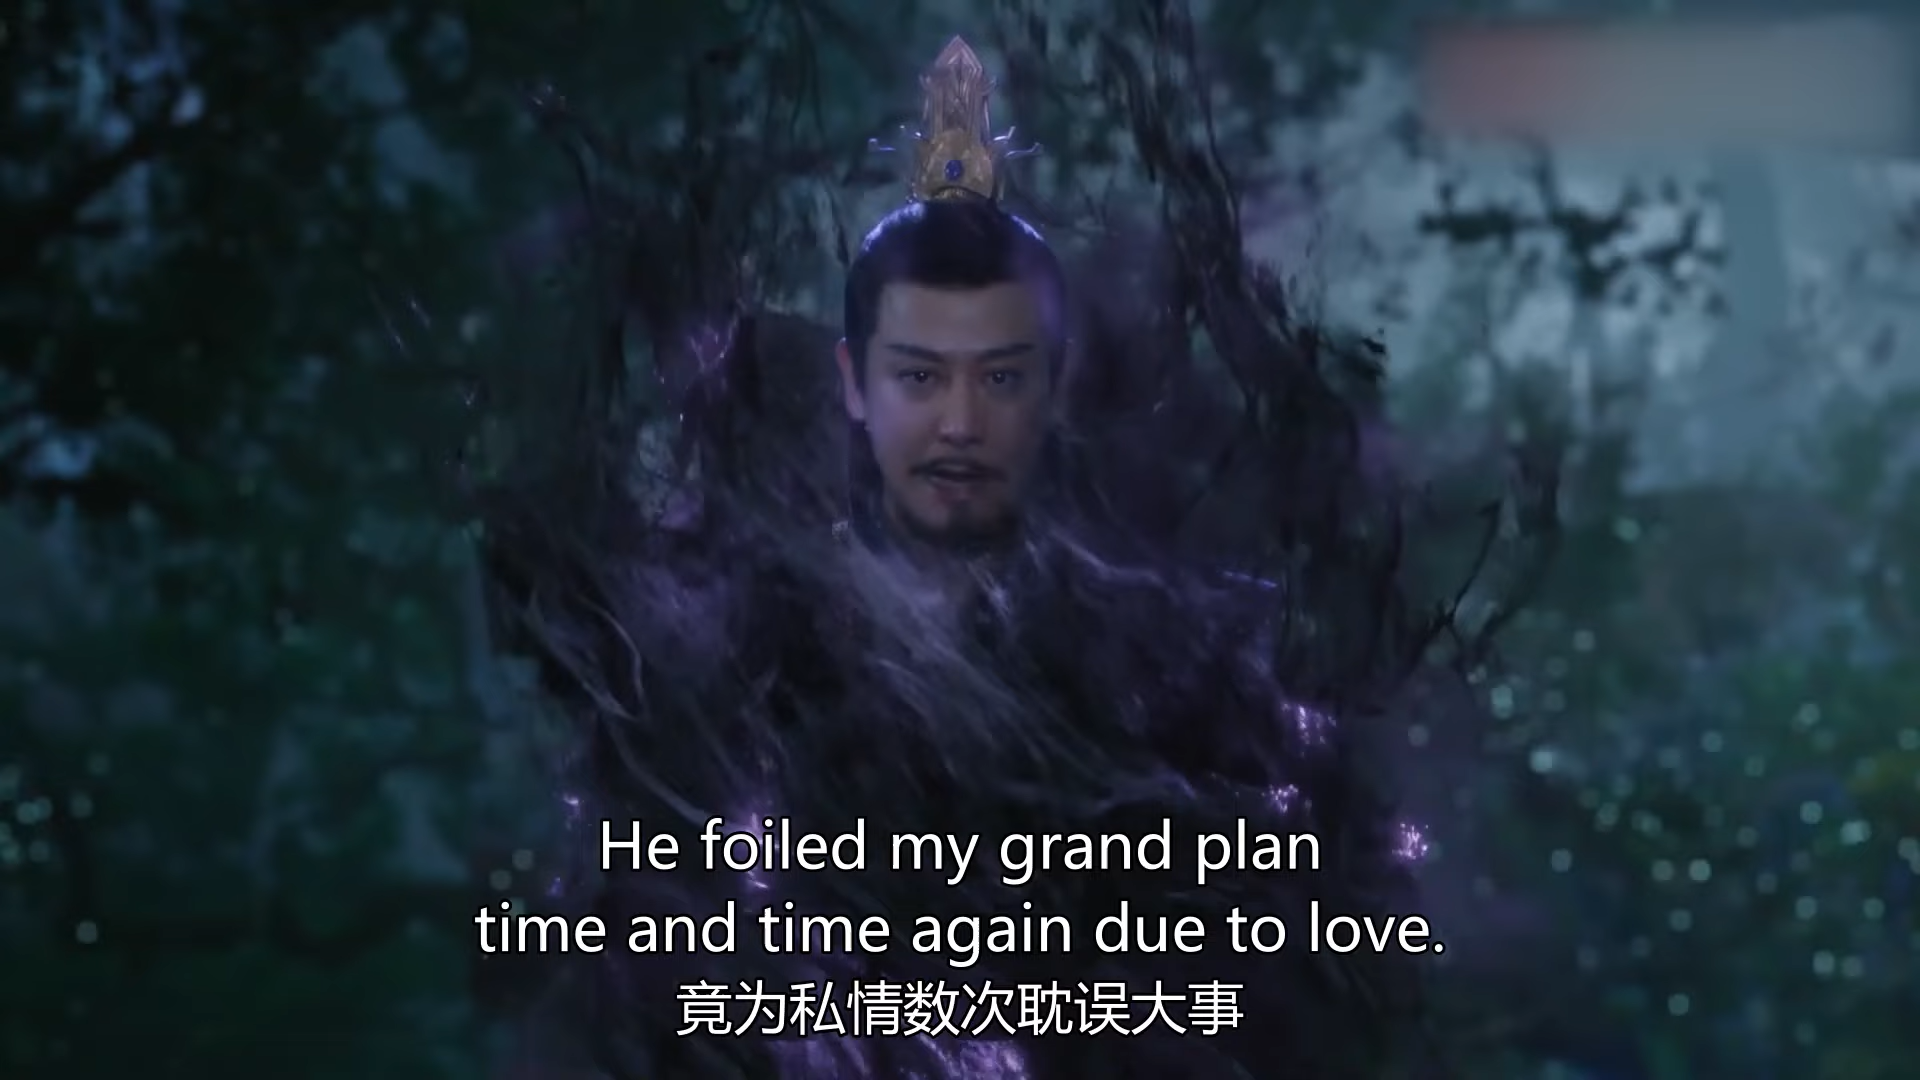 He foiled my grand plan
time and time again due to love.
竟为私情数次耽误大事